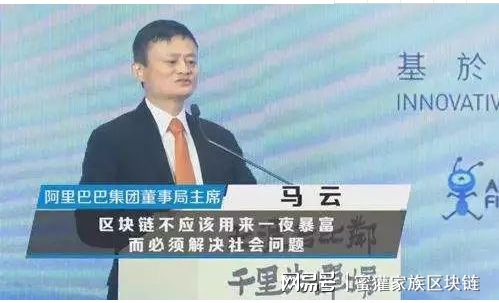 基於
INNOVATIV
阿里巴巴集团董事局主席
马云
区块链不应该用来一夜暴富
而必须解决社会问题
千里
网易号 蜜獾家族区块链